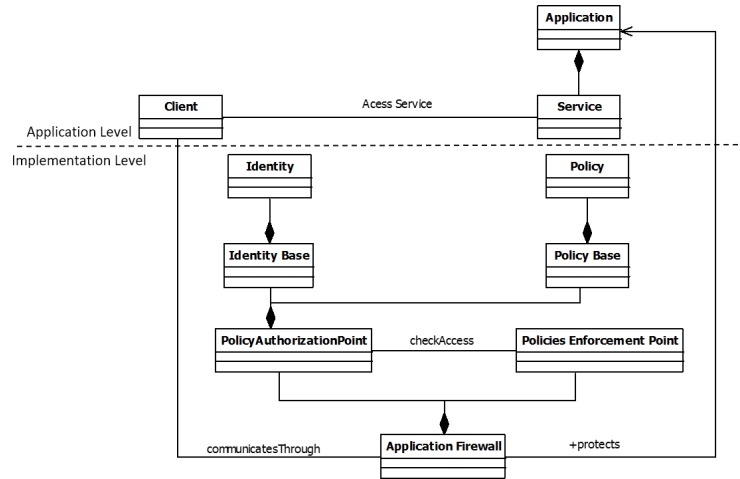 Application
Client
Acess Service
Service
Application Level
Implementation Level
Identity
Policy
Identity Base
Policy Base
PolicyAuthorizationPoint
checkAccess
Policies Enforcement Point
communicatesThrough
Application Firewall
+protects